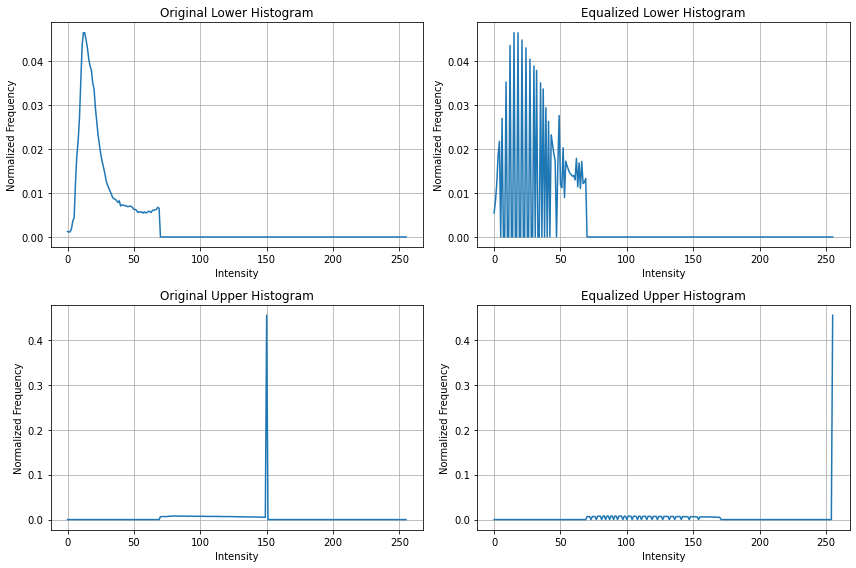 Original Lower Histogram
Normalized Frequency
0.04
0.03
0.02
0.01
0.00
0 50 100 150 200 250
Intensity
Equalized Lower Histogram
Normalized Frequency
0.04
0.03
0.02
0.01
0.00
0 50 100 150 200 250
Intensity
Original Upper Histogram
Normalized Frequency
0.4
0.3
0.2
0.1
0.0
0 50 100 150 200 250
Intensity
Equalized Upper Histogram
Normalized Frequency
0.4
0.3
0.2
0.1
0.0
0 50 100 150 200 250
Intensity